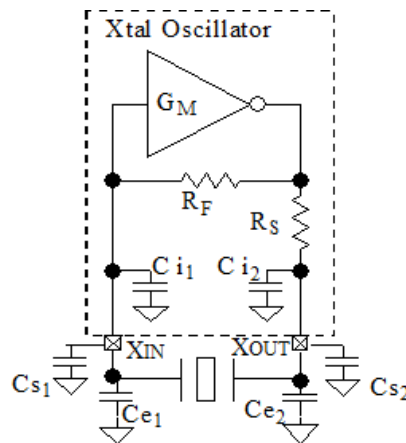 Xtal Oscillator
GM
RF
RS
Ci1 Ci2
XIN XOUT
Cs1 Cs2
Ce1 Ce2